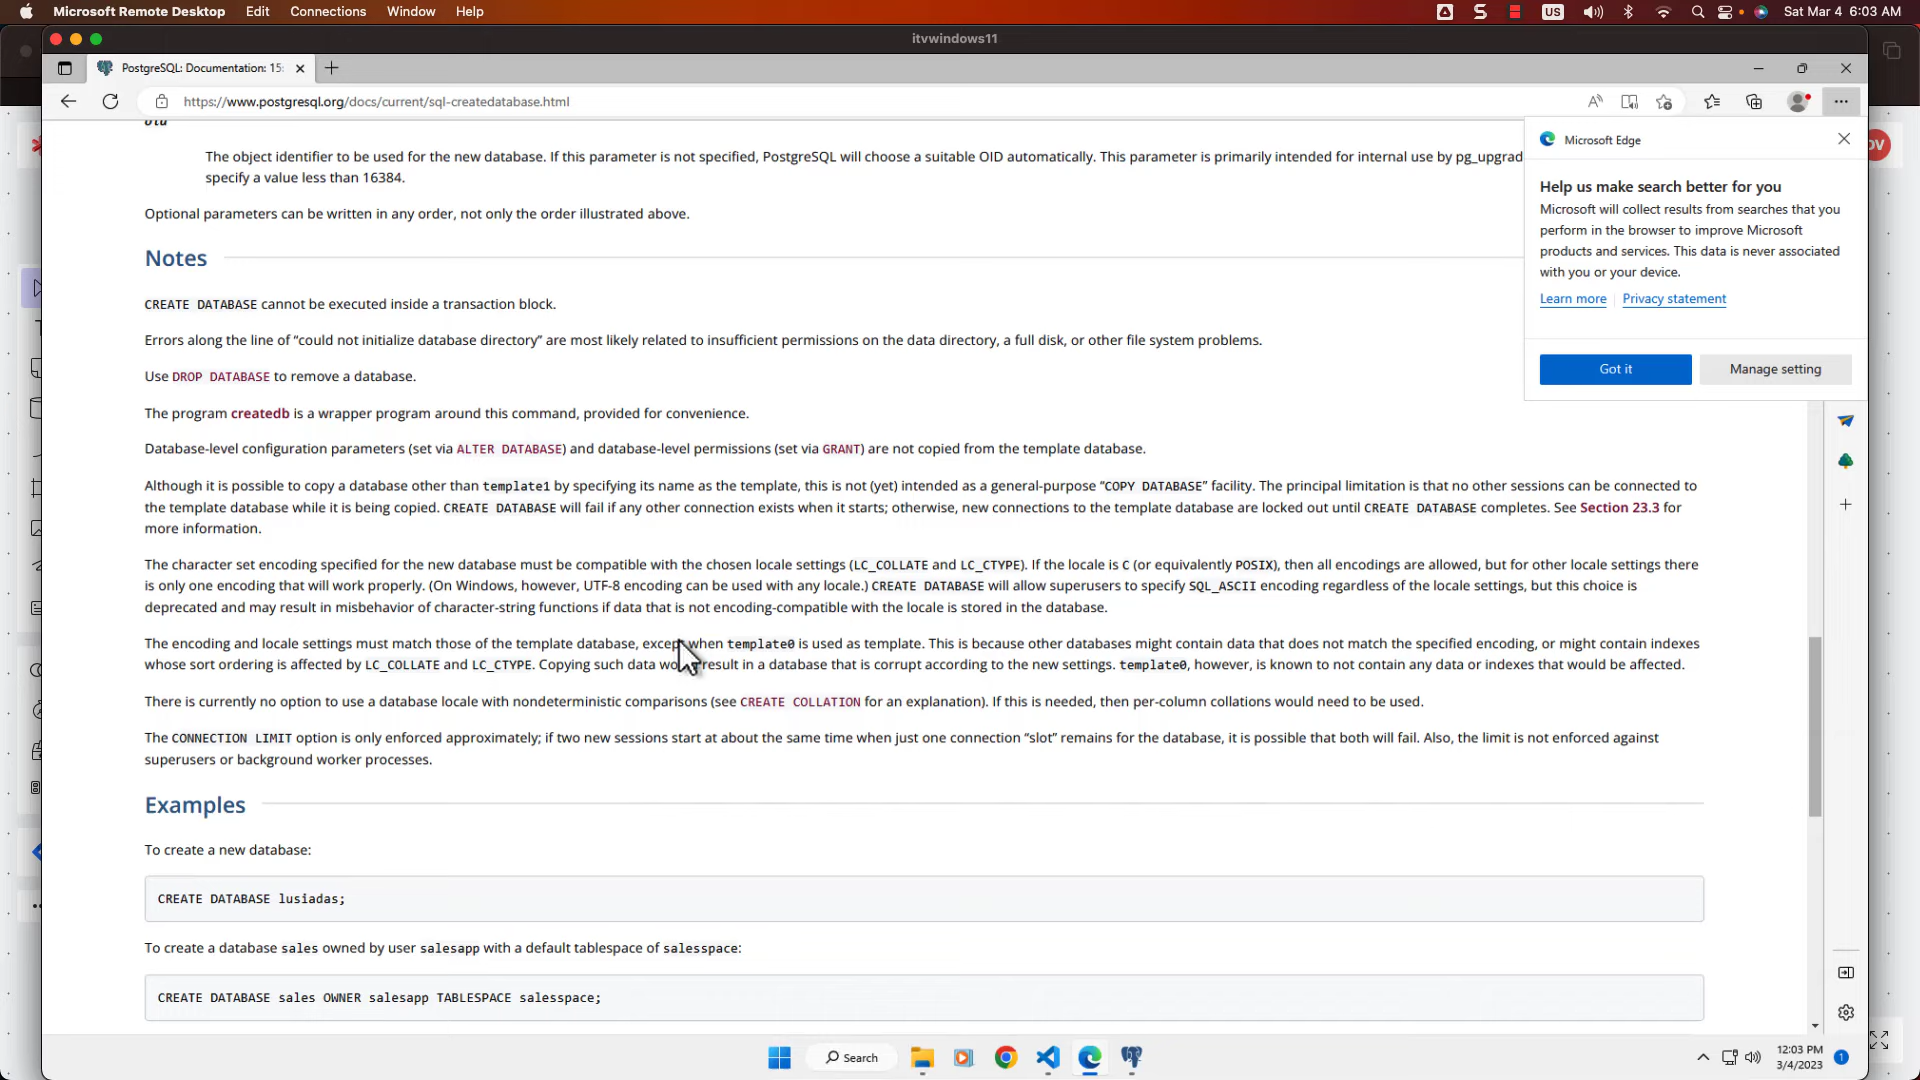 Microsoft Remote Desktop Edit Connections Window Help
US Sat Mar 4 6:03 AM
itvwindows11
PostgreSQL: Documentation: 15:
https://www.postgresql.org/docs/current/sql-createdatabase.html
oid
The object identifier to be used for the new database. If this parameter is not specified, PostgreSQL will choose a suitable OID automatically. This parameter is primarily intended for internal use by pg_upgrad
specify a value less than 16384.
Optional parameters can be written in any order, not only the order illustrated above.
Notes
CREATE DATABASE cannot be executed inside a transaction block.
Errors along the line of “could not initialize database directory” are most likely related to insufficient permissions on the data directory, a full disk, or other file system problems.
Use DROP DATABASE to remove a database.
The program createdb is a wrapper program around this command, provided for convenience.
Database-level configuration parameters (set via ALTER DATABASE) and database-level permissions (set via GRANT) are not copied from the template database.
Although it is possible to copy a database other than template1 by specifying its name as the template, this is not (yet) intended as a general-purpose “COPY DATABASE” facility. The principal limitation is that no other sessions can be connected to
the template database while it is being copied. CREATE DATABASE will fail if any other connection exists when it starts; otherwise, new connections to the template database are locked out until CREATE DATABASE completes. See Section 23.3 for
more information.
The character set encoding specified for the new database must be compatible with the chosen locale settings (LC_COLLATE and LC_CTYPE). If the locale is C (or equivalently POSIX), then all encodings are allowed, but for other locale settings there
is only one encoding that will work properly. (On Windows, however, UTF-8 encoding can be used with any locale.) CREATE DATABASE will allow superusers to specify SQL_ASCII encoding regardless of the locale settings, but this choice is
deprecated and may result in misbehavior of character-string functions if data that is not encoding-compatible with the locale is stored in the database.
The encoding and locale settings must match those of the template database, except when template0 is used as template. This is because other databases might contain data that does not match the specified encoding, or might contain indexes
whose sort ordering is affected by LC_COLLATE and LC_CTYPE. Copying such data would result in a database that is corrupt according to the new settings. template0, however, is known to not contain any data or indexes that would be affected.
There is currently no option to use a database locale with nondeterministic comparisons (see CREATE COLLATION for an explanation). If this is needed, then per-column collations would need to be used.
The CONNECTION LIMIT option is only enforced approximately; if two new sessions start at about the same time when just one connection “slot” remains for the database, it is possible that both will fail. Also, the limit is not enforced against
superusers or background worker processes.
Examples
To create a new database:
CREATE DATABASE lusiadas;
To create a database sales owned by user salesapp with a default tablespace of salesspace:
CREATE DATABASE sales OWNER salesapp TABLESPACE salesspace;
Microsoft Edge
Help us make search better for you
Microsoft will collect results from searches that you
perform in the browser to improve Microsoft
products and services. This data is never associated
with you or your device.
Learn more Privacy statement
Got it Manage setting
Search
12:03 PM
3/4/2023
1